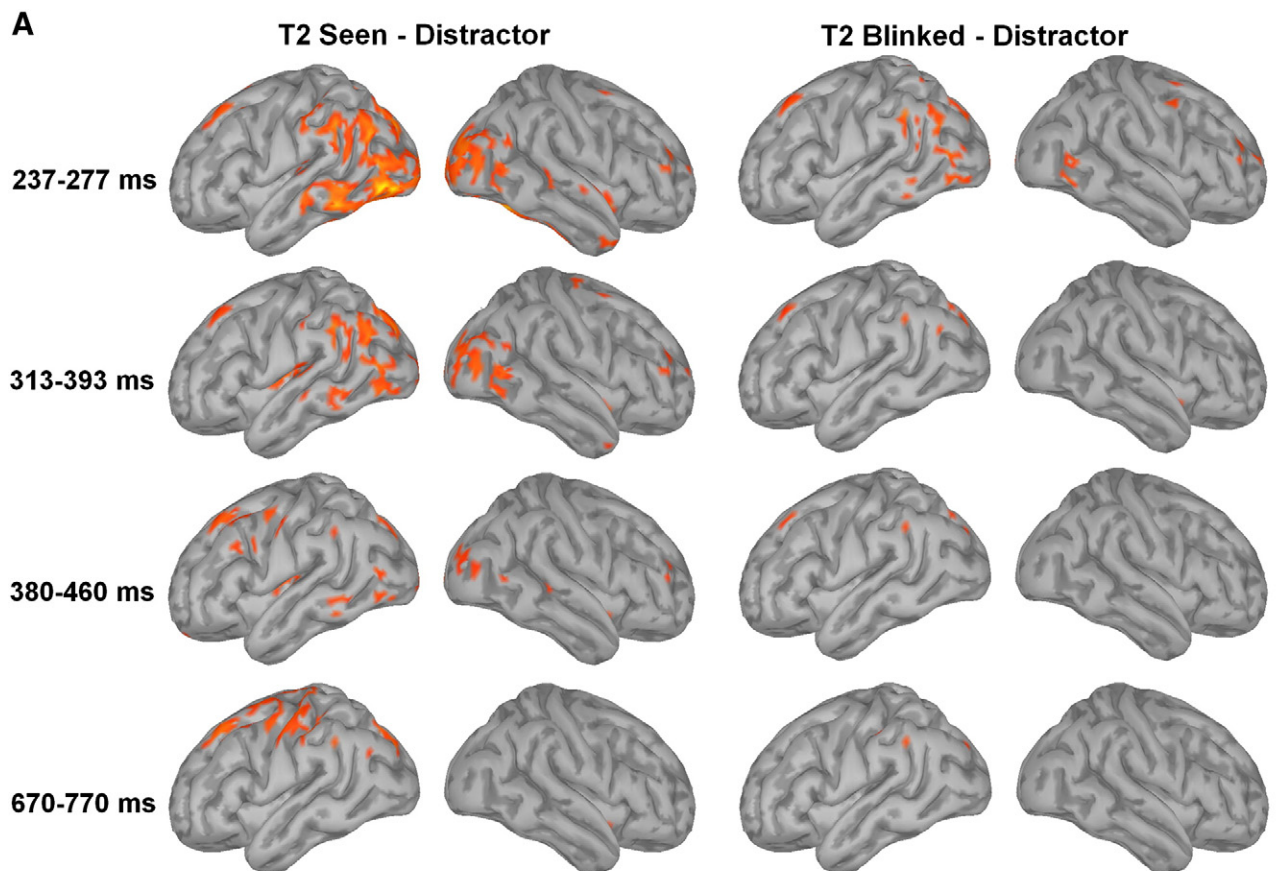 A
T2 Seen - Distractor
T2 Blinked - Distractor
237-277 ms
313-393 ms
380-460 ms
670-770 ms